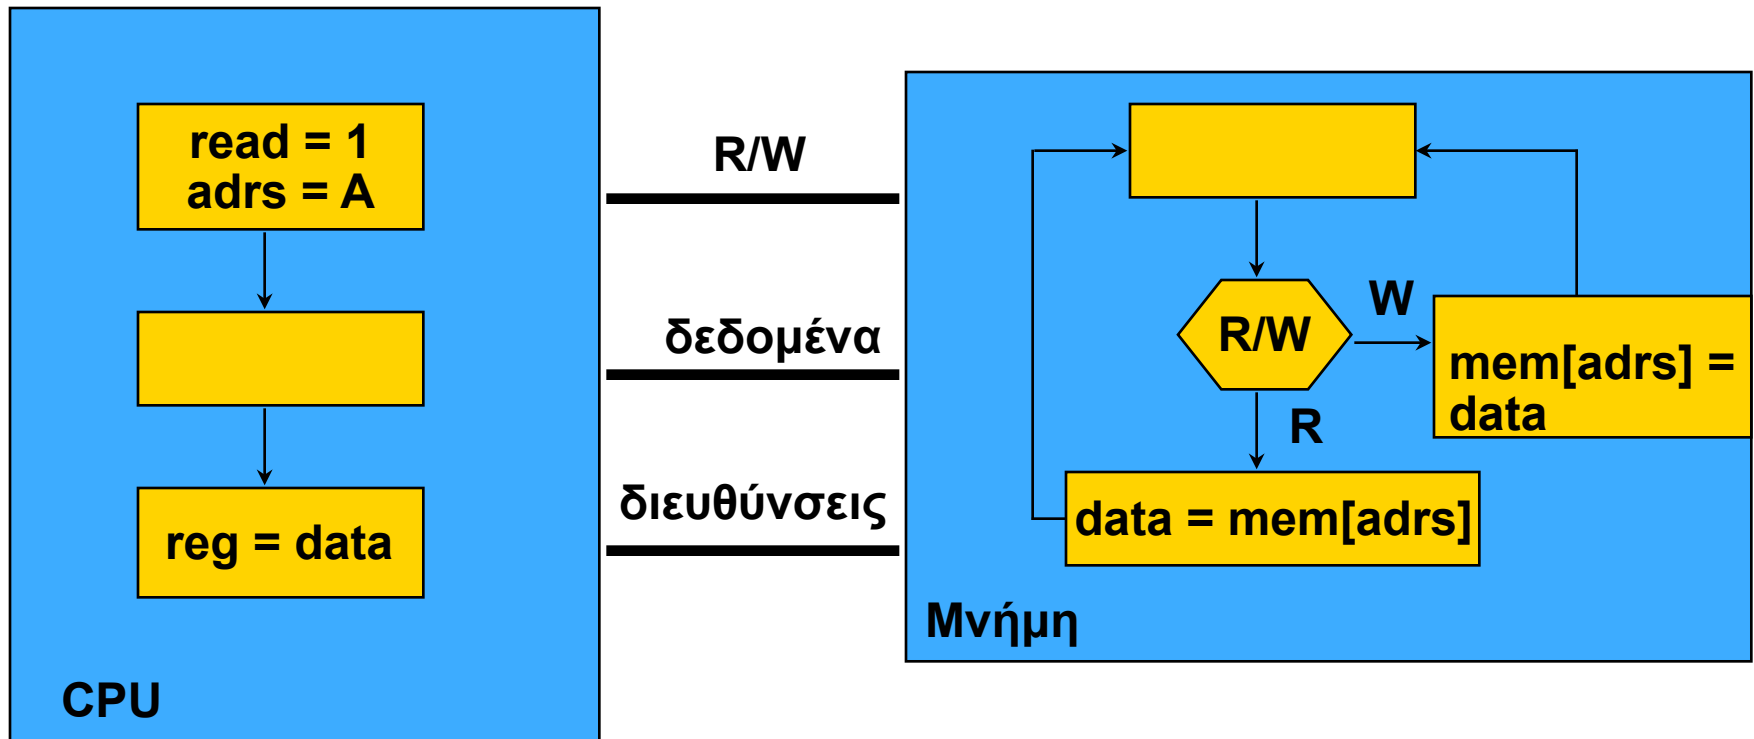 read = 1
adrs = A
reg = data
CPU
R/W
δεδομένα
διευθύνσεις
R/W
W
mem[adrs] =
data
R
data = mem[adrs]
Μνήμη